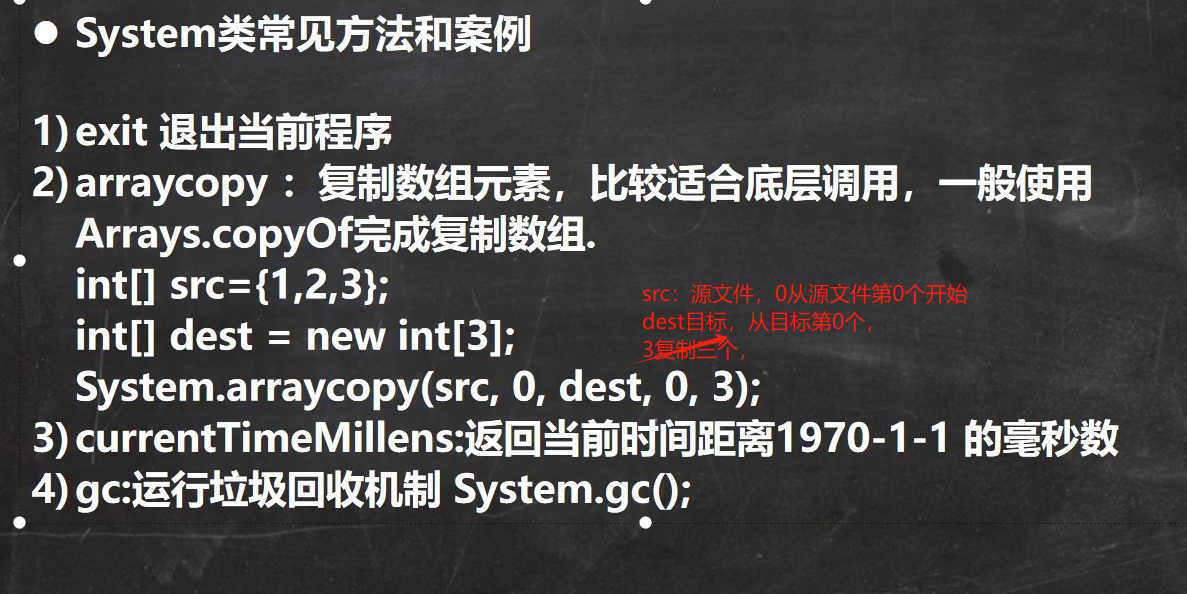 ● System类常见方法和案例
1) exit 退出当前程序
2) arraycopy ：复制数组元素，比较适合底层调用，一般使用
Arrays.copyOf完成复制数组.
int[] src={1,2,3};
int[] dest = new int[3];
src：源文件，0从源文件第0个开始
dest目标，从目标第0个，
3复制三个，
System.arraycopy(src, 0, dest, 0, 3);
3) currentTimeMillens:返回当前时间距离1970-1-1 的毫秒数
4) gc:运行垃圾回收机制 System.gc();